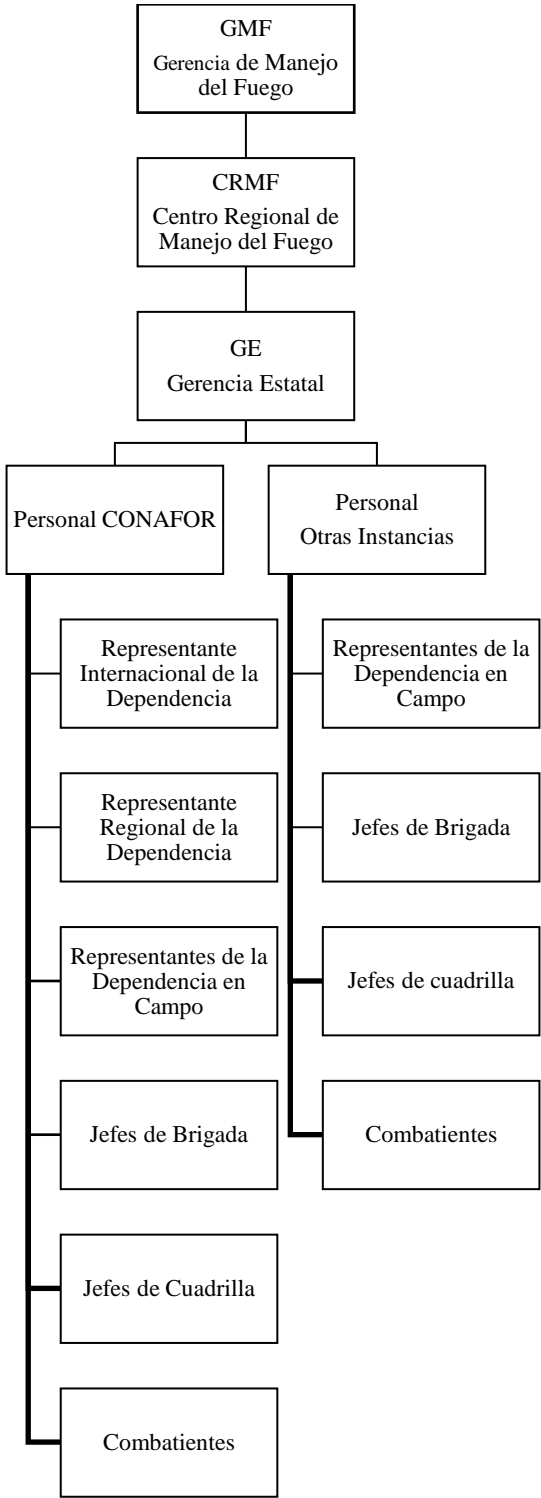 GMF
Gerencia de Manejo
del Fuego
CRMF
Centro Regional de
Manejo del Fuego
GE
Gerencia Estatal
Personal CONAFOR
Personal
Otras Instancias
Representante
Internacional de la
Dependencia
Representantes de la
Dependencia en
Campo
Representante
Regional de la
Dependencia
Jefes de Brigada
Representantes de la
Dependencia en
Campo
Jefes de cuadrilla
Jefes de Brigada
Combatientes
Jefes de Cuadrilla
Combatientes